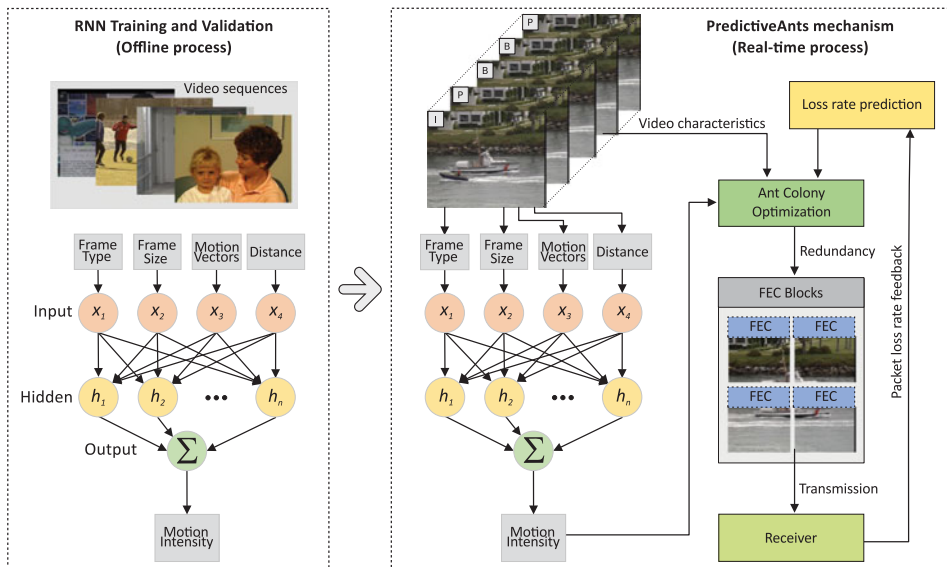 RNN Training and Validation
(Offline process)
Video sequences
Frame
Type
Frame
Size
Motion
Vectors
Distance
Input
x1
x2
x3
x4
Hidden
h1
h2
•••
hn
Output
Σ
Motion
Intensity
PredictiveAnts mechanism
(Real-time process)
P
B
B
P
I
Video characteristics
Loss rate prediction
Ant Colony
Optimization
Redundancy
FEC Blocks
FEC
FEC
FEC
FEC
Transmission
Receiver
Packet loss rate feedback
Frame
Type
Frame
Size
Motion
Vectors
Distance
x1
x2
x3
x4
h1
h2
•••
hn
Σ
Motion
Intensity